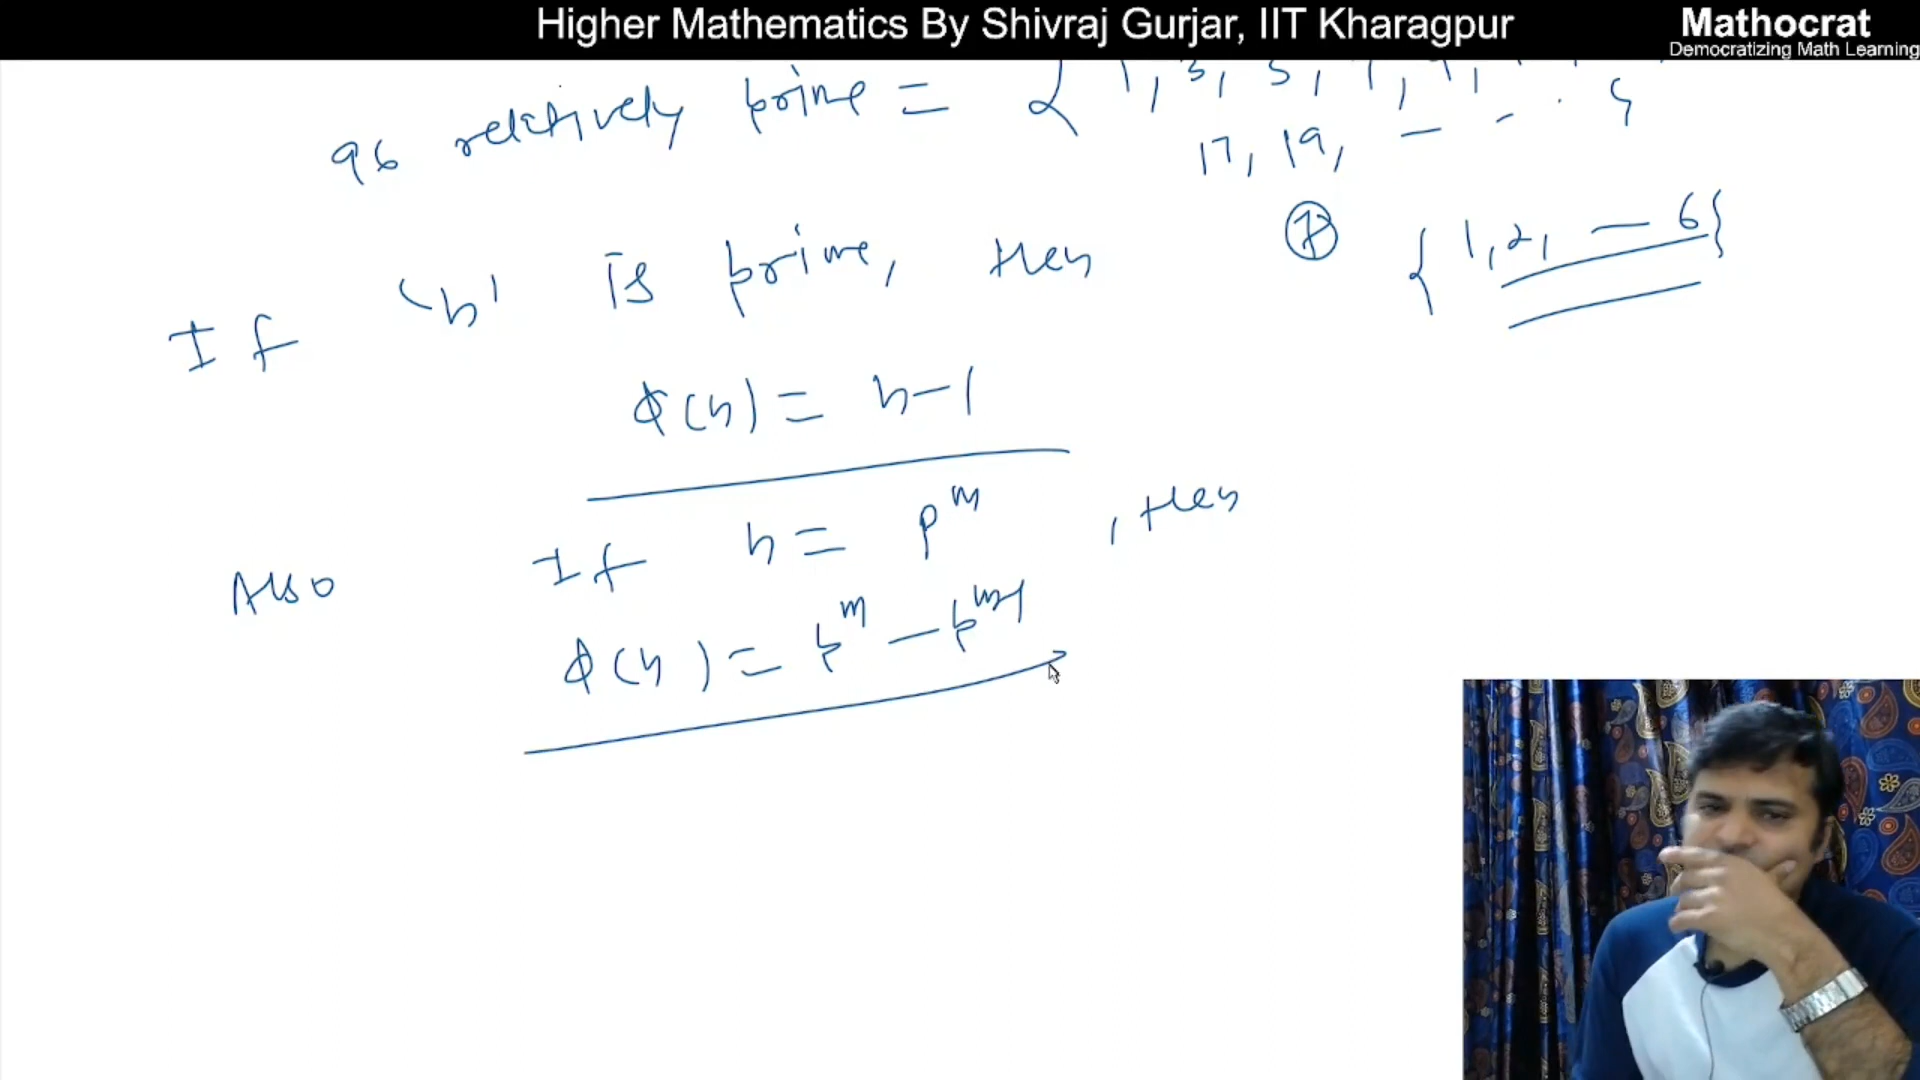 Higher Mathematics By Shivraj Gurjar, IIT Kharagpur
Mathocrat
Democratizing Math Learning
96 relatively prime = {1, 3, 5, 7, 9,
17, 19, — - . }
If 'n' is prime, then
⑦ {1, 2, — 6}
φ(n) = n-1
Also If n = p^m, then
φ(n) = p^m - p^{m-1}